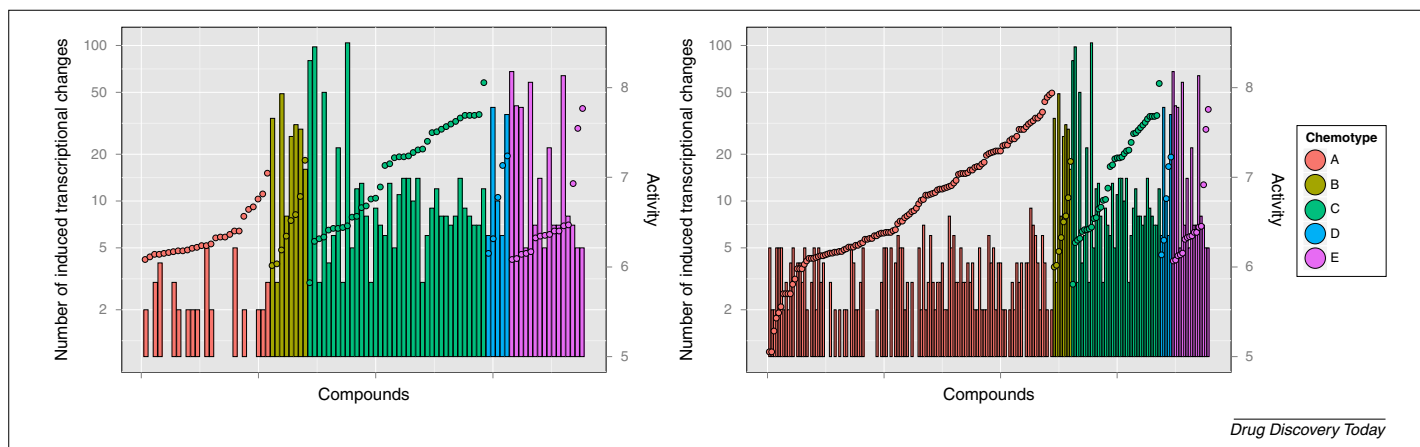 Number of induced transcriptional changes
100
50
20
10
5
2
8
7
6
5
Activity
Compounds
Number of induced transcriptional changes
100
50
20
10
5
2
8
7
6
5
Activity
Compounds
Chemotype
A
B
C
D
E
Drug Discovery Today